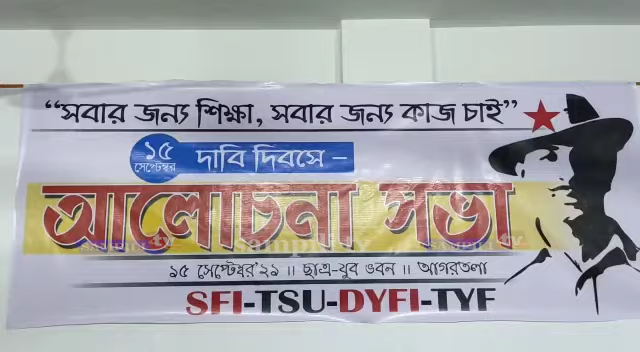 “সবার জন্য শিক্ষা, সবার জন্য কাজ চাই”
১৫ সেপ্টেম্বর
দাবি দিবসে –
আলোচনা সভা
১৫ সেপ্টেম্বর'২১ ॥ ছাত্র-যুব ভবন ॥ আগরতলা
SFI-TSU-DYFI-TYF